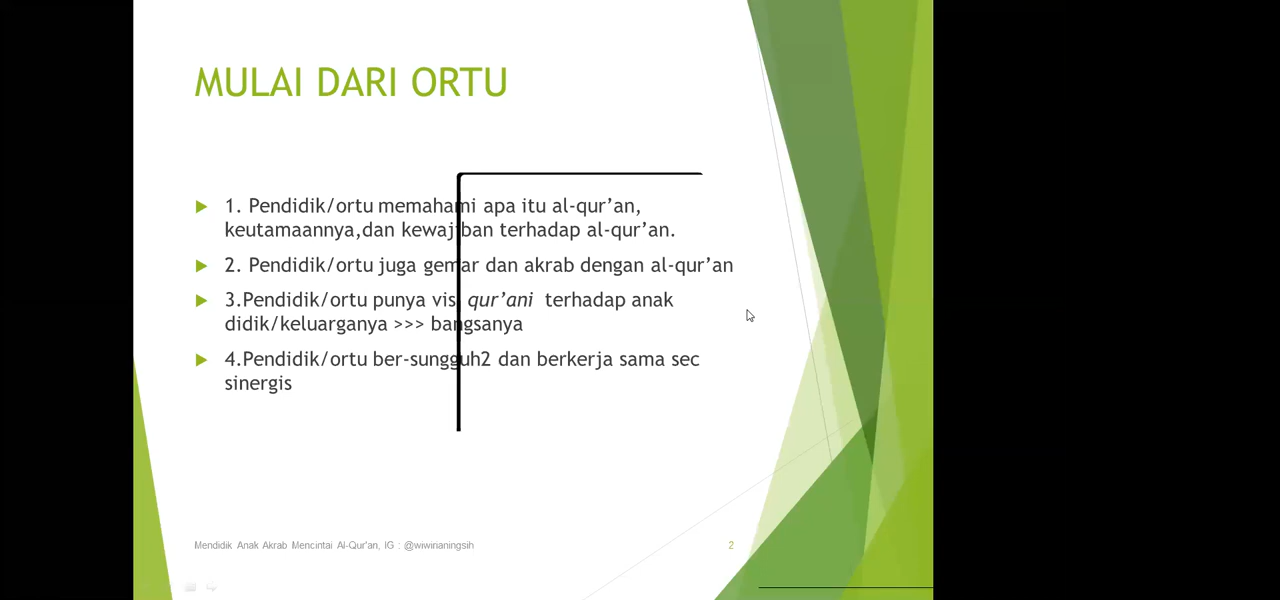 MULAI DARI ORTU
1. Pendidik/ortu memahami apa itu al-qur’an,
keutamaannya,dan kewajiban terhadap al-qur’an.
2. Pendidik/ortu juga gemar dan akrab dengan al-qur’an
3.Pendidik/ortu punya visi qur’ani terhadap anak
didik/keluarganya >>> bangsanya
4.Pendidik/ortu ber-sungguh2 dan berkerja sama sec
sinergis
Mendidik Anak Akrab Mencintai Al-Qur'an, IG : @wiwirianingsih
2